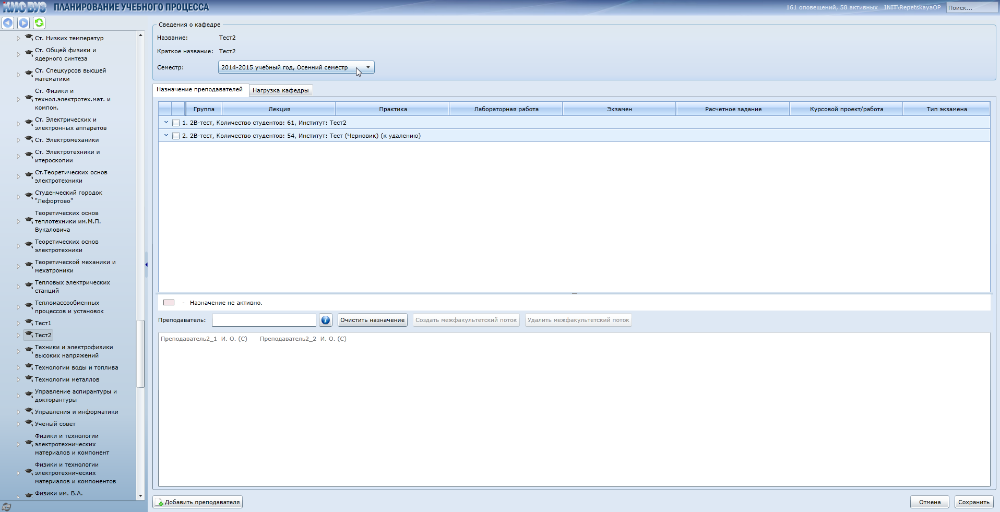 КИС ВУЗ ПЛАНИРОВАНИЕ УЧЕБНОГО ПРОЦЕССА
161 оповещений, 58 активных INIT\RepetskayaOP Поиск...
Ст. Низких температур
Ст. Общей физики и
ядерного синтеза
Ст. Спецкурсов высшей
математики
Ст. Физики и
технол.электротех.мат. и
компон.
Ст. Электрических и
электронных аппаратов
Ст. Электромеханики
Ст. Электротехники и
итероскопии
Ст.Теоретических основ
электротехники
Студенческий городок
"Лефортово"
Теоретических основ
теплотехники им.М.П.
Вукаловича
Теоретических основ
электротехники
Теоретической механики и
мехатроники
Тепловых электрических
станций
Тепломассообменных
процессов и установок
Тест1
Тест2
Техники и электрофизики
высоких напряжений
Технологии воды и топлива
Технологии металлов
Управление аспирантуры и
докторантуры
Управления и информатики
Ученый совет
Физики и технологии
электротехнических
материалов и компонент
Физики и технологии
электротехнических
материалов и компонентов
Физики им. В.А.
Сведения о кафедре
Название: Тест2
Краткое название: Тест2
Семестр: 2014-2015 учебный год, Осенний семестр
Назначение преподавателей Нагрузка кафедры
Группа Лекция Практика Лабораторная работа Экзамен Расчетное задание Курсовой проект/работа Тип экзамена
1. 2В-тест, Количество студентов: 61, Институт: Тест2
2. 2В-тест, Количество студентов: 54, Институт: Тест (Черновик) (к удалению)
- Назначение не активно.
Преподаватель: Очистить назначение Создать межфакультетский поток Удалить межфакультетский поток
Преподаватель2_1 И. О. (С) Преподаватель2_2 И. О. (С)
Добавить преподавателя Отмена Сохранить